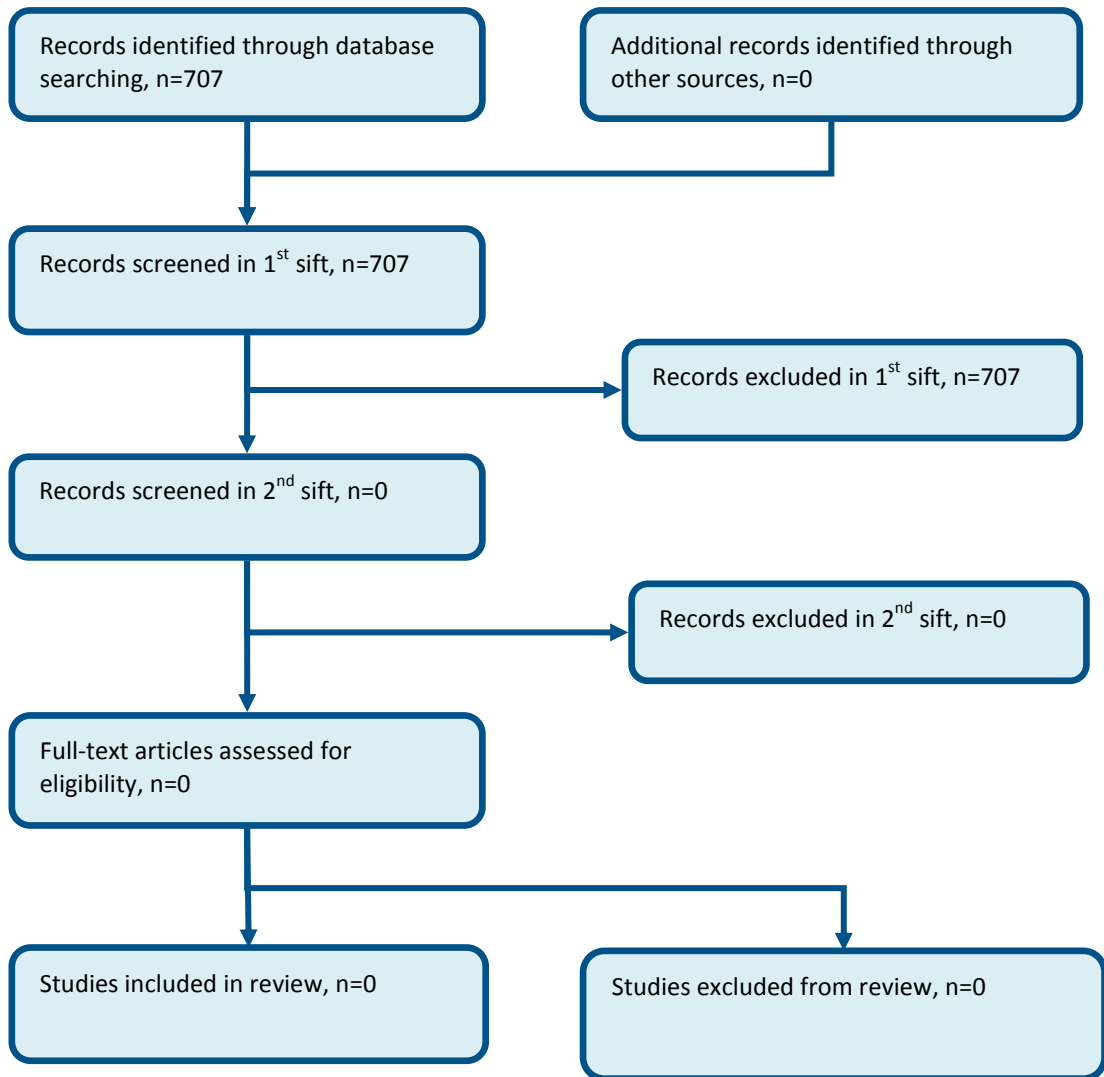 Records identified through database
searching, n=707
Additional records identified through
other sources, n=0
Records screened in 1st sift, n=707
Records excluded in 1st sift, n=707
Records screened in 2nd sift, n=0
Records excluded in 2nd sift, n=0
Full-text articles assessed for
eligibility, n=0
Studies included in review, n=0
Studies excluded from review, n=0